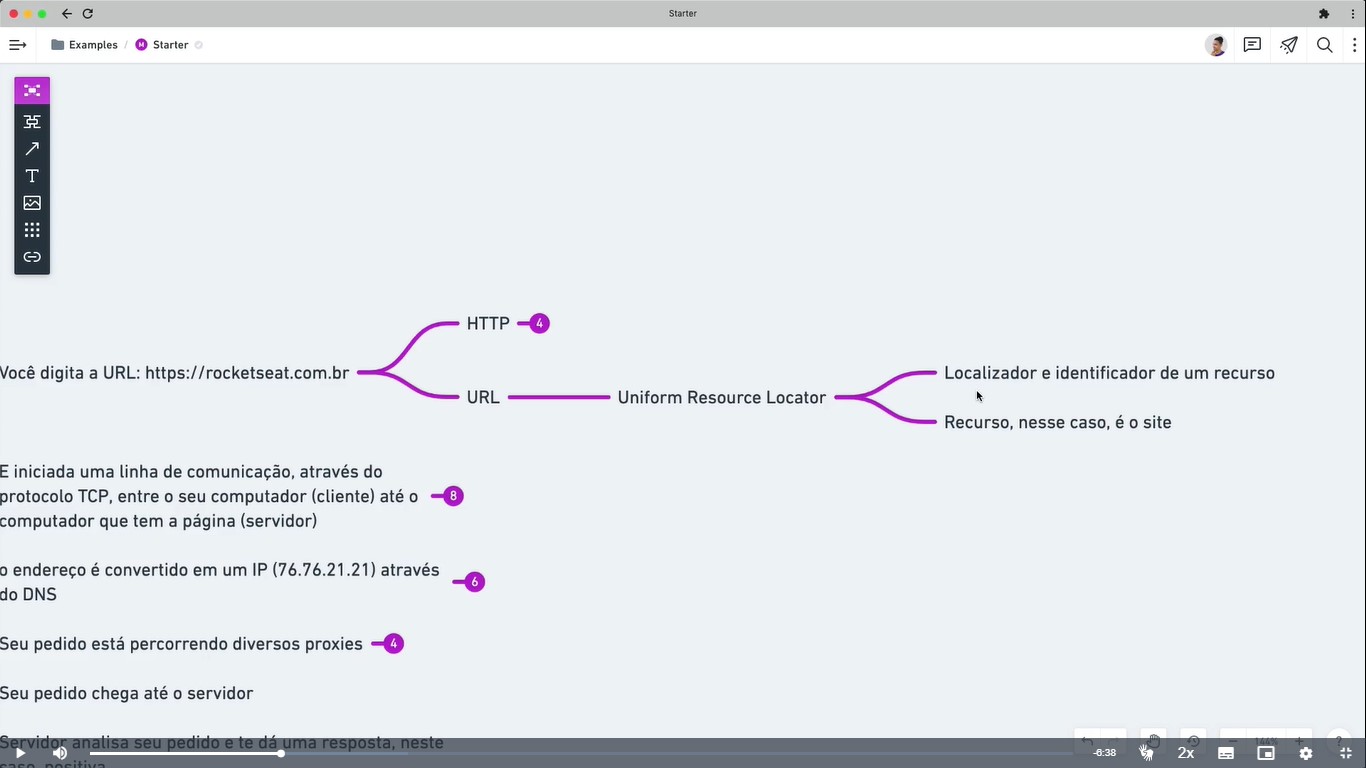 Starter
Examples / M Starter
HTTP 4
Você digita a URL: https://rocketseat.com.br
URL
Uniform Resource Locator
Localizador e identificador de um recurso
Recurso, nesse caso, é o site
E iniciada uma linha de comunicação, através do
protocolo TCP, entre o seu computador (cliente) até o
computador que tem a página (servidor)
8
o endereço é convertido em um IP (76.76.21.21) através
do DNS
6
Seu pedido está percorrendo diversos proxies 4
Seu pedido chega até o servidor
Servidor analisa seu pedido e te dá uma resposta, neste
caso, positiva
144%
?
-6:38
2x